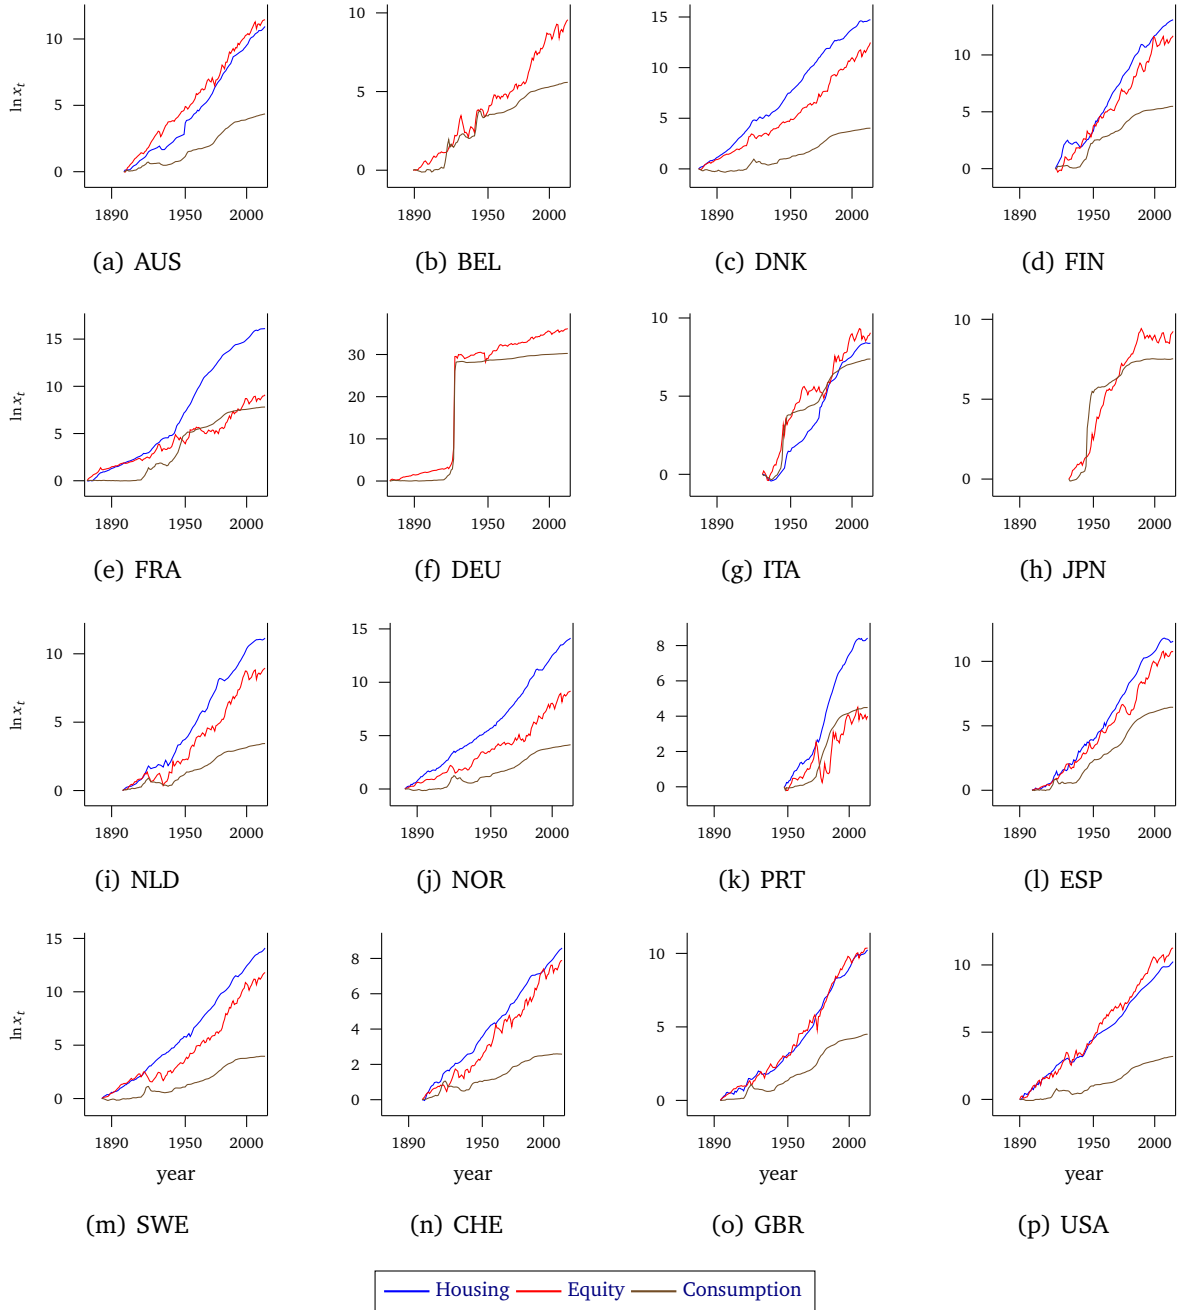 ln x_t
10
5
0
1890 1950 2000
(a) AUS
10
5
0
1890 1950 2000
(b) BEL
15
10
5
0
1890 1950 2000
(c) DNK
10
5
0
1890 1950 2000
(d) FIN
ln x_t
15
10
5
0
1890 1950 2000
(e) FRA
30
20
10
0
1890 1950 2000
(f) DEU
10
5
0
1890 1950 2000
(g) ITA
10
5
0
1890 1950 2000
(h) JPN
ln x_t
10
5
0
1890 1950 2000
(i) NLD
15
10
5
0
1890 1950 2000
(j) NOR
8
6
4
2
0
1890 1950 2000
(k) PRT
10
5
0
1890 1950 2000
(l) ESP
ln x_t
15
10
5
0
1890 1950 2000
year
(m) SWE
8
6
4
2
0
1890 1950 2000
year
(n) CHE
10
5
0
1890 1950 2000
year
(o) GBR
10
5
0
1890 1950 2000
year
(p) USA
Housing Equity Consumption